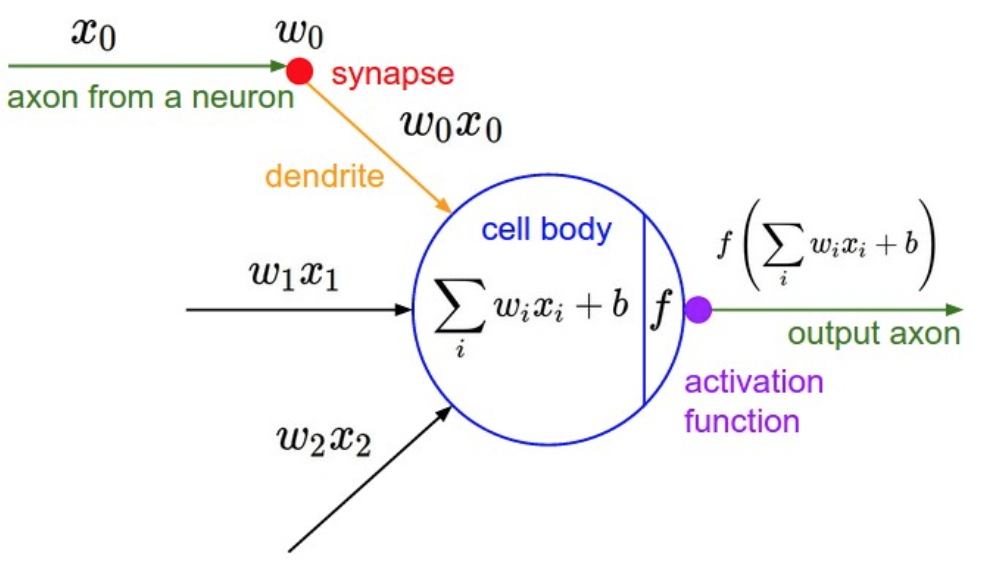 x₀
w₀
synapse
axon from a neuron
w₀x₀
dendrite
cell body
f(∑ᵢ wᵢxᵢ + b)
w₁x₁
∑ᵢ wᵢxᵢ + b
f
output axon
activation
function
w₂x₂